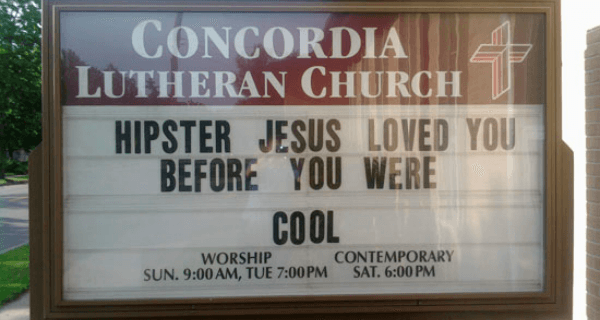 CONCORDIA
LUTHERAN CHURCH
HIPSTER JESUS LOVED YOU
BEFORE YOU WERE
COOL
WORSHIP CONTEMPORARY
SUN. 9:00 AM, TUE 7:00 PM SAT. 6:00 PM